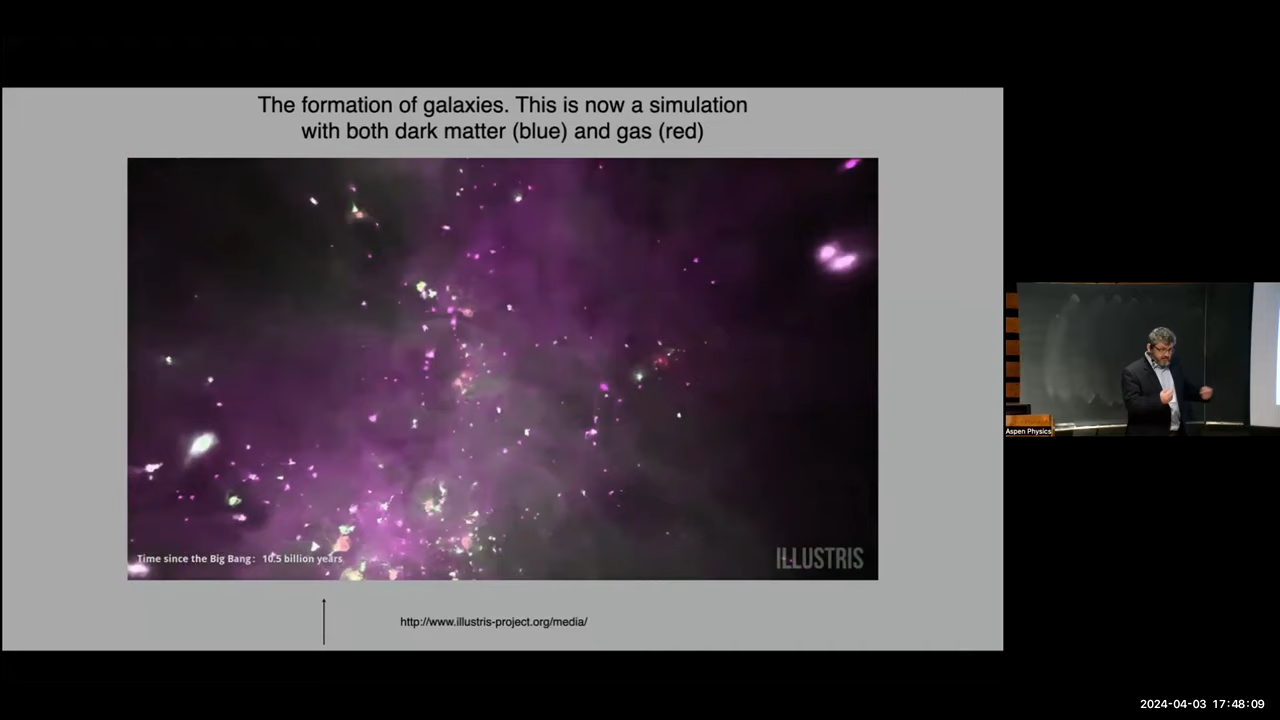 The formation of galaxies. This is now a simulation
with both dark matter (blue) and gas (red)
Time since the Big Bang: 10.5 billion years
ILLUSTRIS
http://www.illustris-project.org/media/
Aspen Physics
2024-04-03 17:48:09